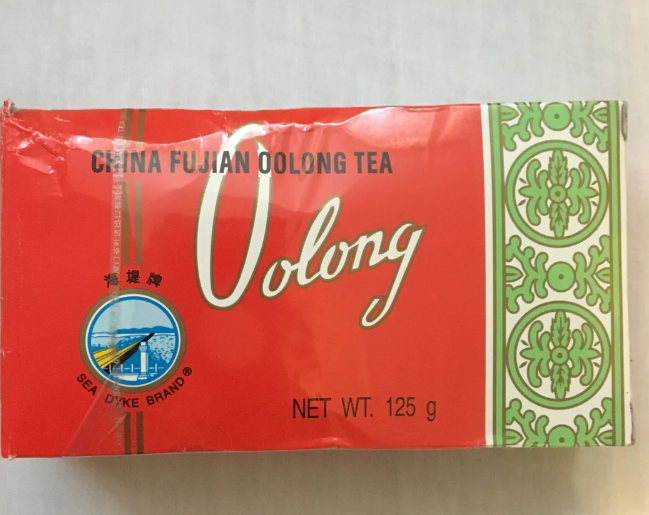 CHINA FUJIAN OOLONG TEA
Oolong
海堤牌
SEA DYKE BRAND®
NET WT. 125 g